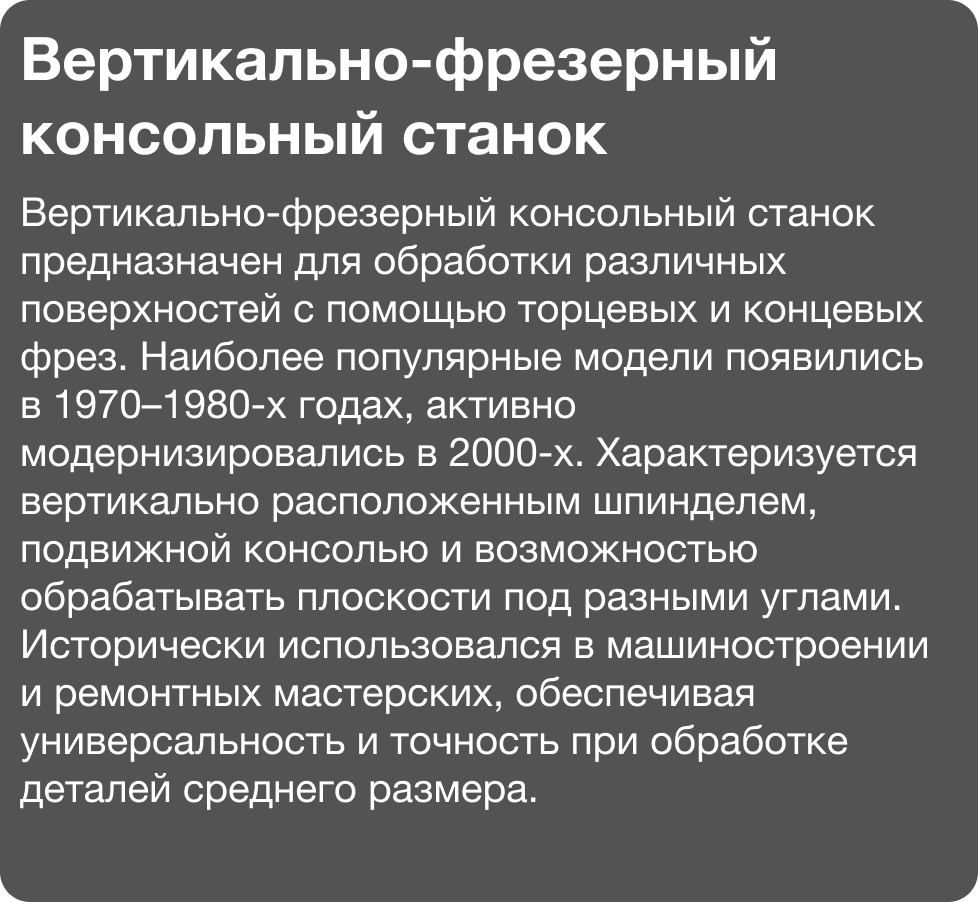 Вертикально-фрезерный
консольный станок
Вертикально-фрезерный консольный станок
предназначен для обработки различных
поверхностей с помощью торцевых и концевых
фрез. Наиболее популярные модели появились
в 1970–1980-х годах, активно
модернизировались в 2000-х. Характеризуется
вертикально расположенным шпинделем,
подвижной консолью и возможностью
обрабатывать плоскости под разными углами.
Исторически использовался в машиностроении
и ремонтных мастерских, обеспечивая
универсальность и точность при обработке
деталей среднего размера.